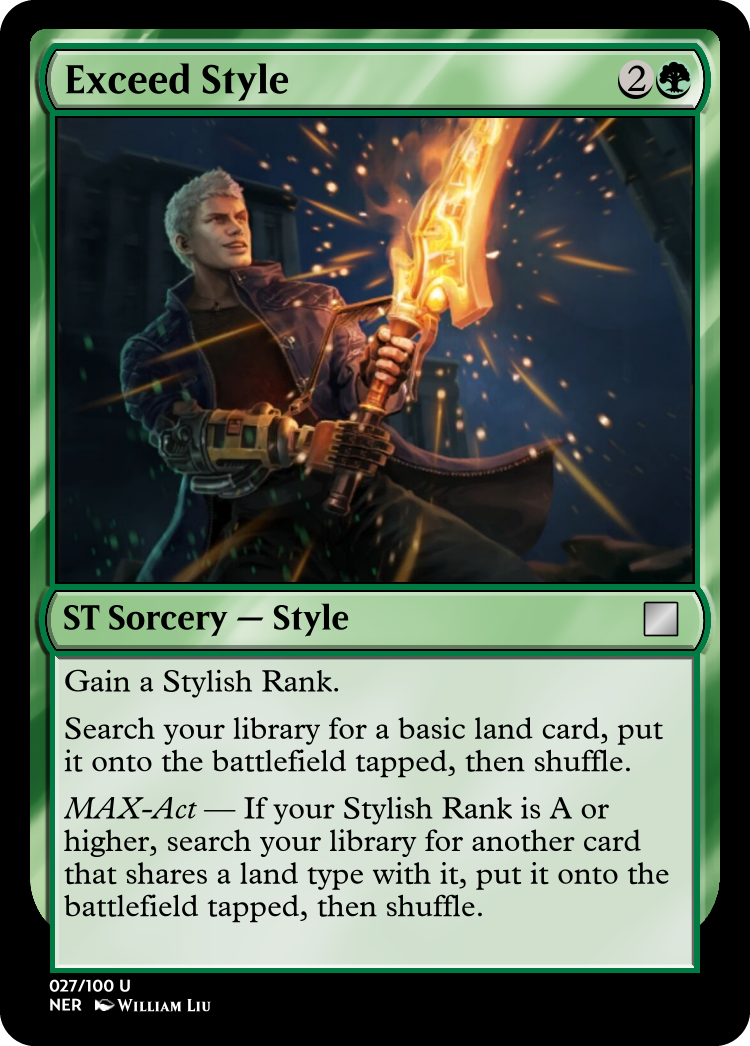 Exceed Style
2
ST Sorcery — Style
Gain a Stylish Rank.
Search your library for a basic land card, put
it onto the battlefield tapped, then shuffle.
MAX-Act — If your Stylish Rank is A or
higher, search your library for another card
that shares a land type with it, put it onto the
battlefield tapped, then shuffle.
027/100 U
NER William Liu